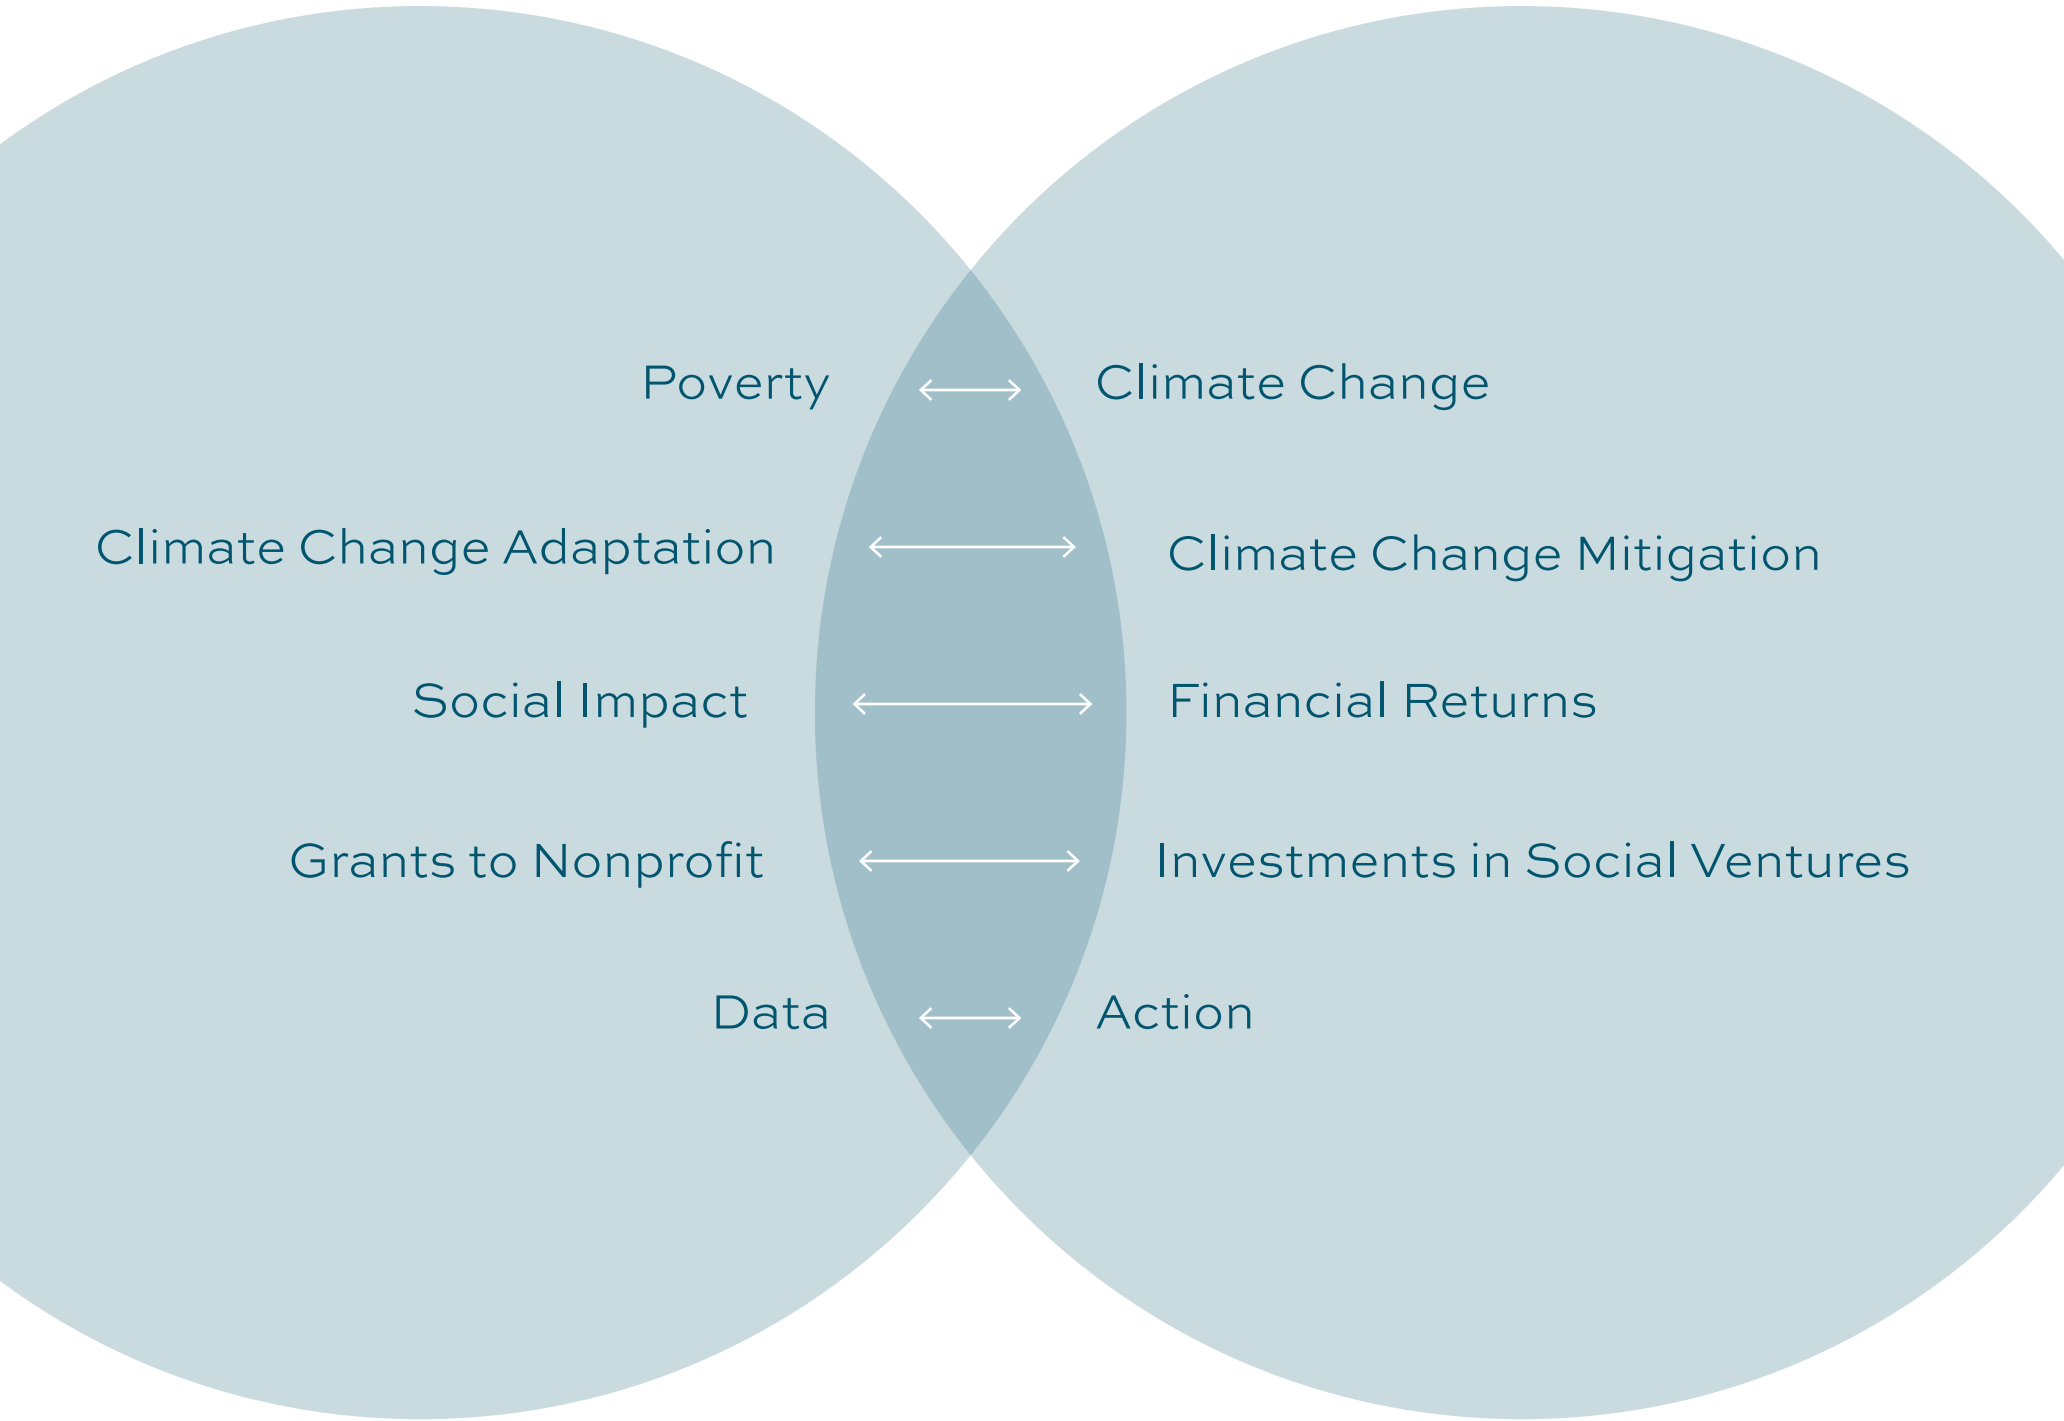 Poverty
Climate Change
Climate Change Adaptation
Climate Change Mitigation
Social Impact
Financial Returns
Grants to Nonprofit
Investments in Social Ventures
Data
Action